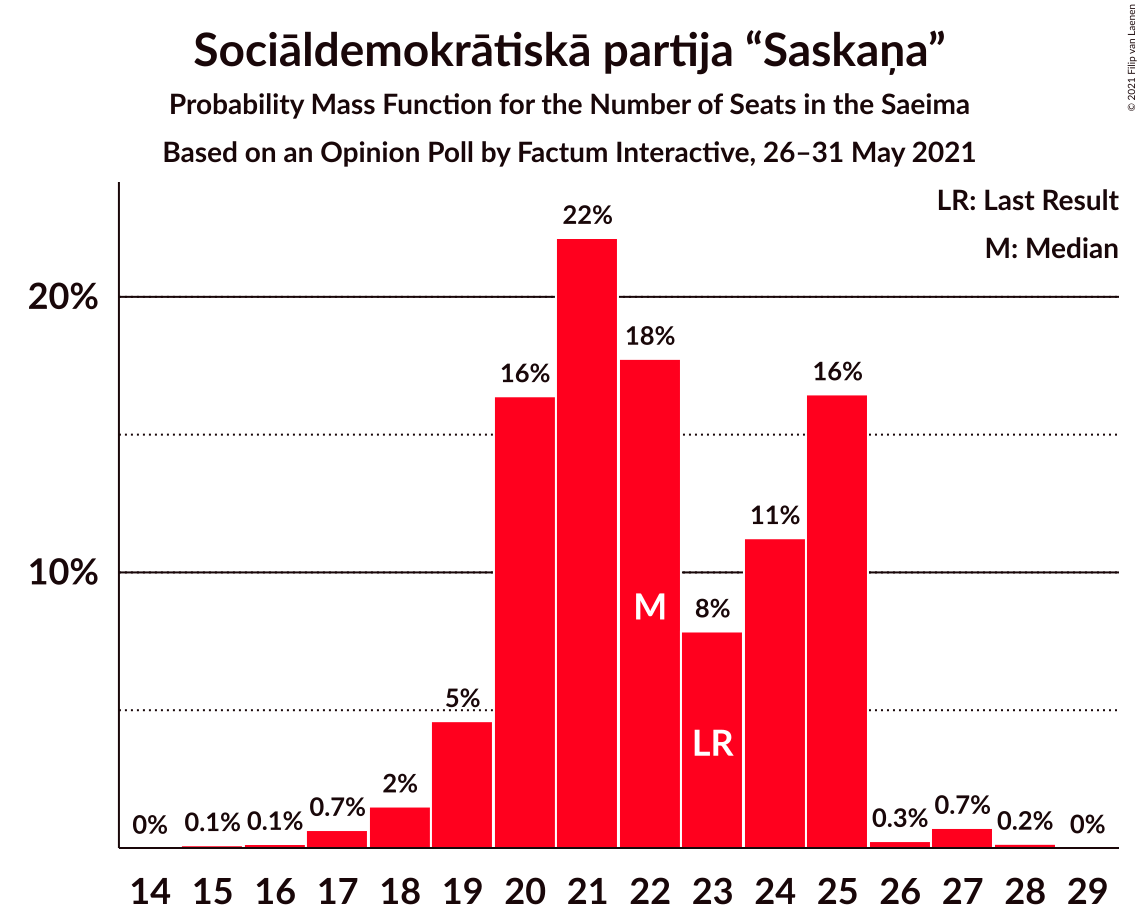 Sociāldemokrātiskā partija “Saskaņa”
Probability Mass Function for the Number of Seats in the Saeima
Based on an Opinion Poll by Factum Interactive, 26–31 May 2021
© 2021 Filip van Laenen
LR: Last Result
M: Median
20%
10%
0%
0.1%
0.1%
0.7%
2%
5%
16%
22%
18%
8%
11%
16%
0.3%
0.7%
0.2%
0%
M
LR
14 15 16 17 18 19 20 21 22 23 24 25 26 27 28 29